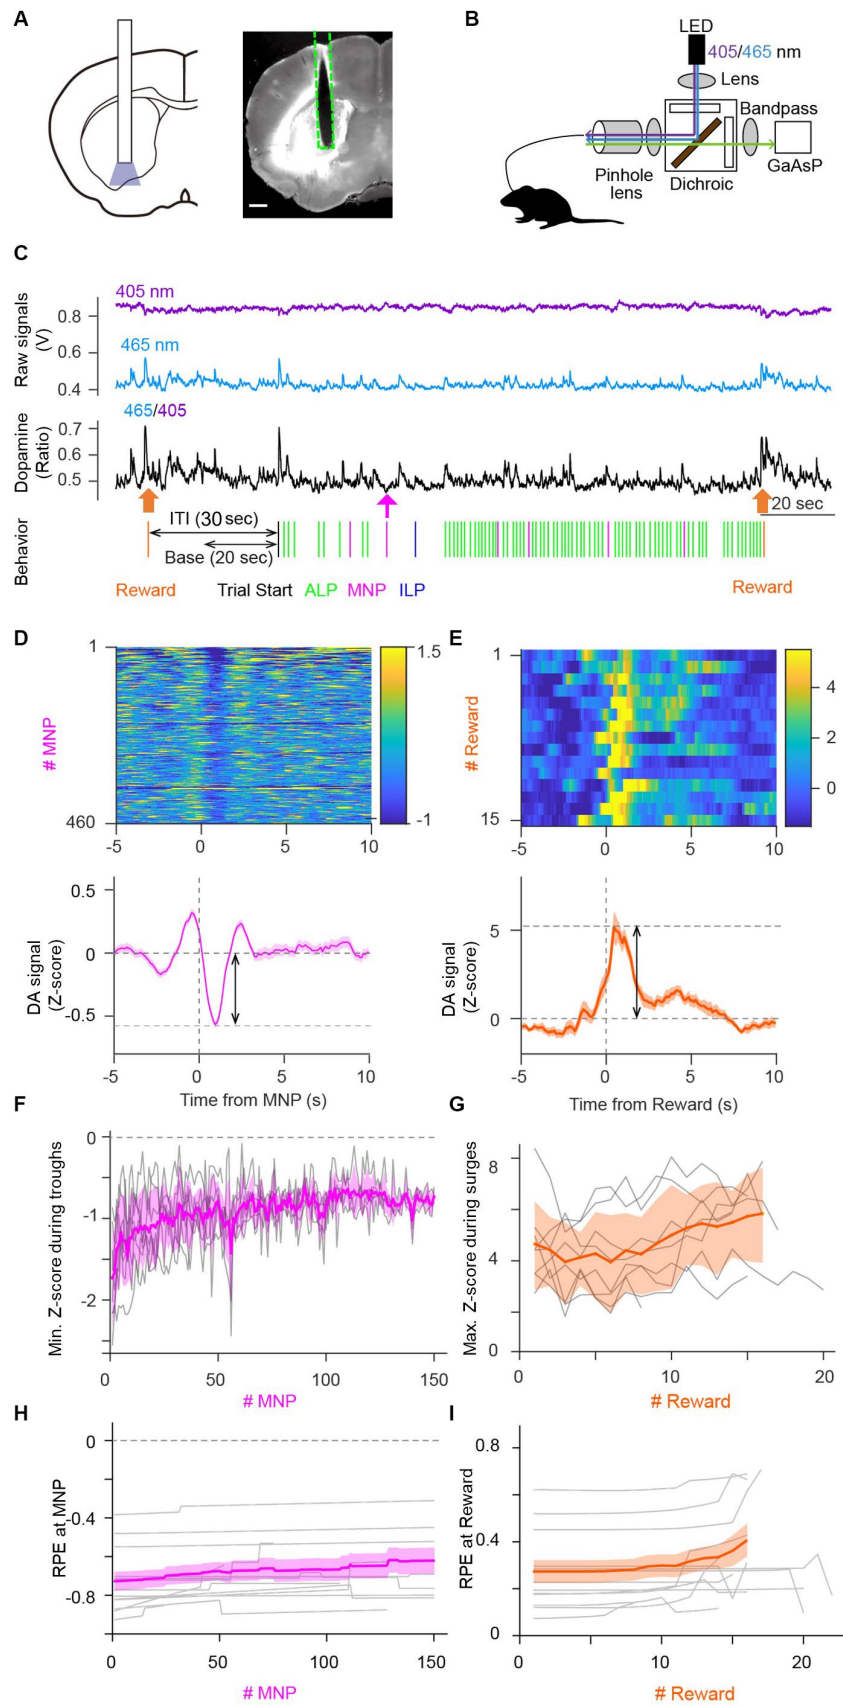 A
B
LED
405/465 nm
Lens
Bandpass
GaAsP
Pinhole
lens
Dichroic
C
405 nm
0.8
Raw signals
(V)
0.6
465 nm
0.4
465/405
0.7
Dopamine
(Ratio)
0.6
0.5
20 sec
ITI (30 sec)
Base (20 sec)
Behavior
Reward
Trial Start
ALP
MNP
ILP
Reward
D
1
# MNP
460
1.5
-1
-5
0
5
10
E
1
# Reward
15
4
2
0
-5
0
5
10
0.5
0
-0.5
DA signal
(Z-score)
-5
0
5
10
Time from MNP (s)
5
0
DA signal
(Z-score)
-5
0
5
10
Time from Reward (s)
F
0
-1
-2
Min. Z-score during troughs
0
50
100
150
# MNP
G
8
4
0
Max. Z-score during surges
0
10
20
# Reward
H
0
-0.4
-0.8
RPE at MNP
0
50
100
150
# MNP
I
0.8
0.4
0
RPE at Reward
0
10
20
# Reward